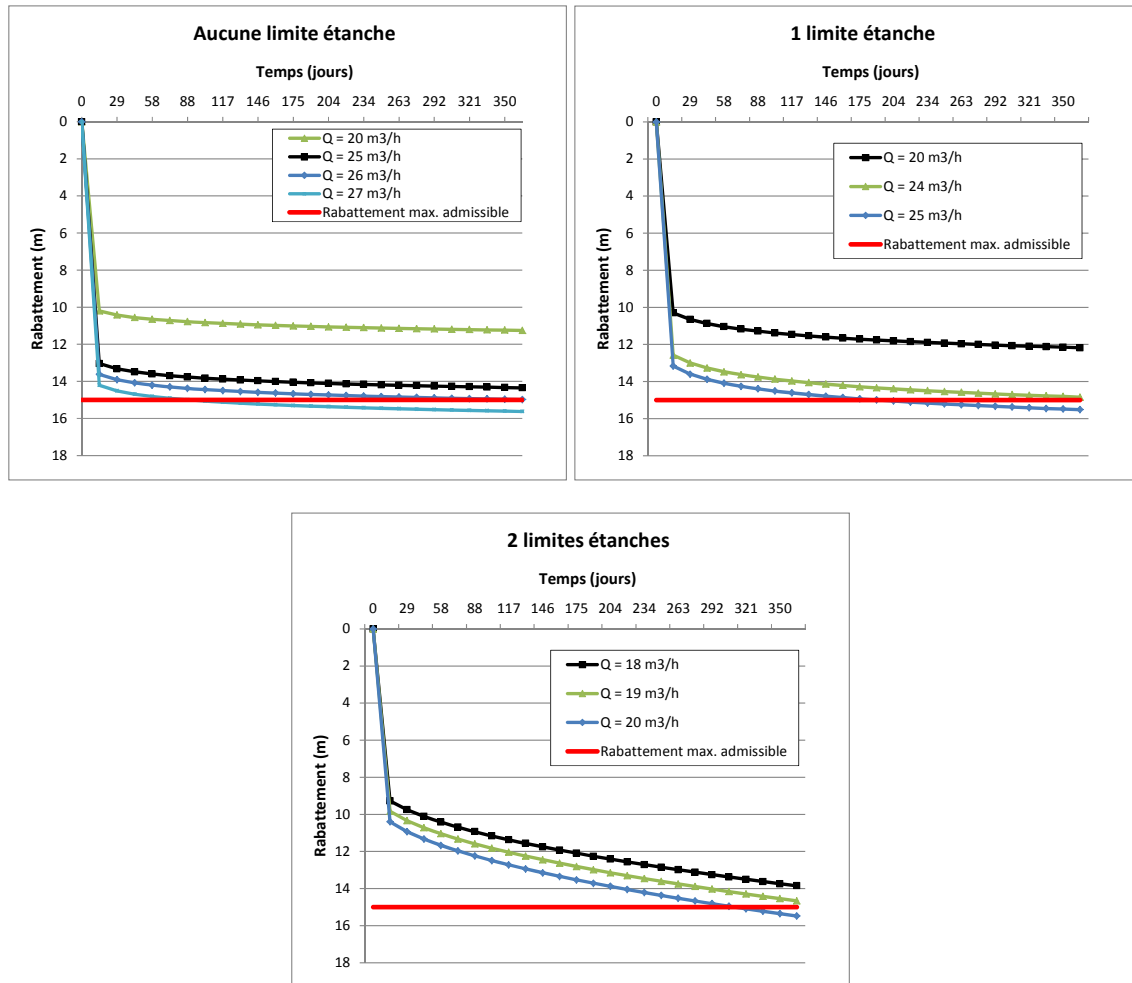 Aucune limite étanche
Temps (jours)
0 29 58 88 117 146 175 204 234 263 292 321 350
0
2
4
6
8
10
12
14
16
18
Rabattement (m)
Q = 20 m3/h
Q = 25 m3/h
Q = 26 m3/h
Q = 27 m3/h
Rabattement max. admissible
1 limite étanche
Temps (jours)
0 29 58 88 117 146 175 204 234 263 292 321 350
0
2
4
6
8
10
12
14
16
18
Rabattement (m)
Q = 20 m3/h
Q = 24 m3/h
Q = 25 m3/h
Rabattement max. admissible
2 limites étanches
Temps (jours)
0 29 58 88 117 146 175 204 234 263 292 321 350
0
2
4
6
8
10
12
14
16
18
Rabattement (m)
Q = 18 m3/h
Q = 19 m3/h
Q = 20 m3/h
Rabattement max. admissible